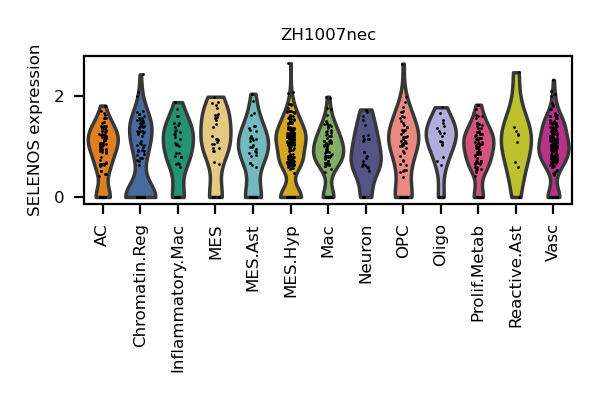 ZH1007nec
SELENOS expression
2
0
AC
Chromatin.Reg
Inflammatory.Mac
MES
MES.Ast
MES.Hyp
Mac
Neuron
OPC
Oligo
Prolif.Metab
Reactive.Ast
Vasc